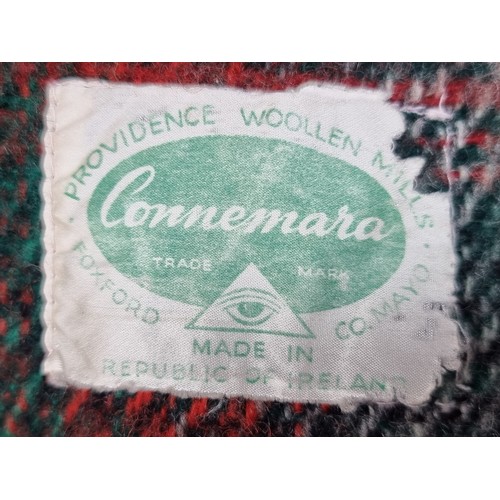 PROVIDENCE WOOLLEN MILLS
Connemara
TRADE MARK
FOXFORD CO. MAYO
MADE IN
REPUBLIC OF IRELAND